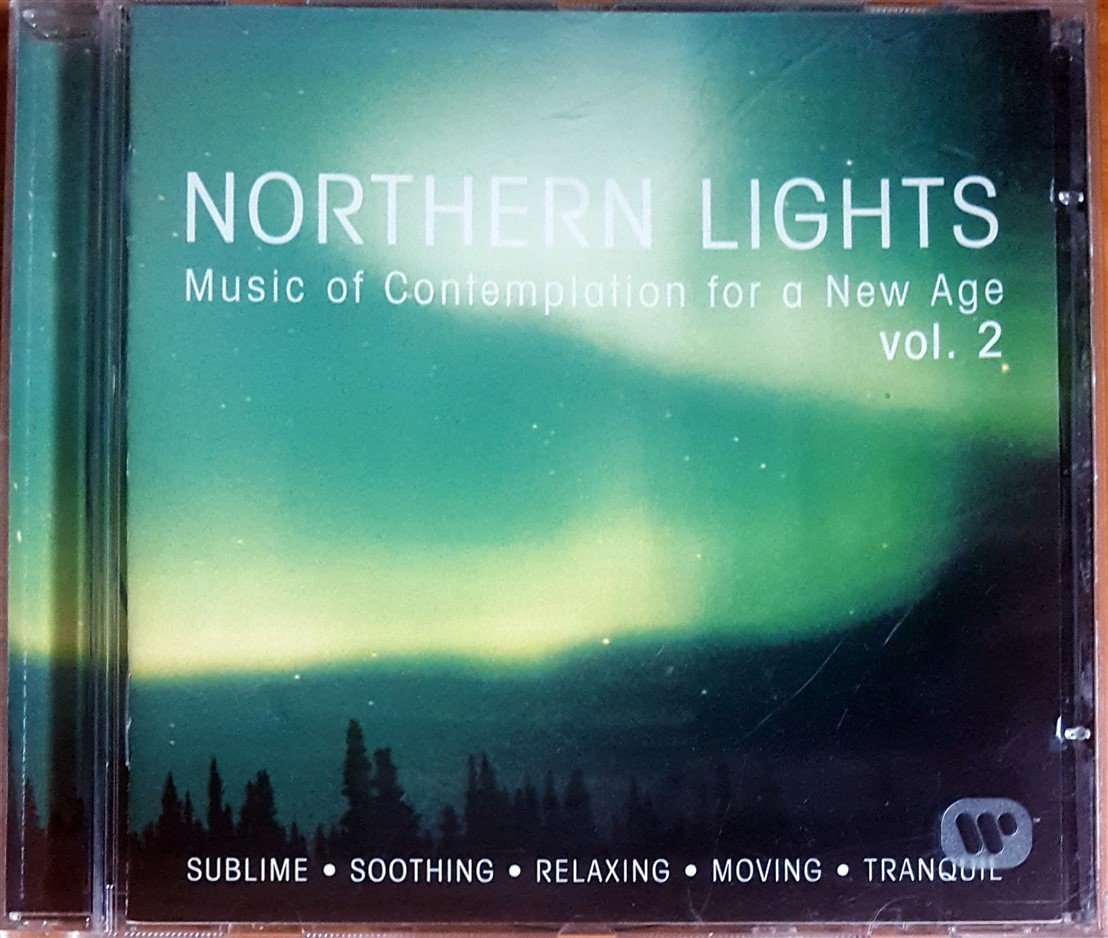 NORTHERN LIGHTS
Music of Contemplation for a New Age
vol. 2
SUBLIME • SOOTHING • RELAXING • MOVING • TRANQUIL